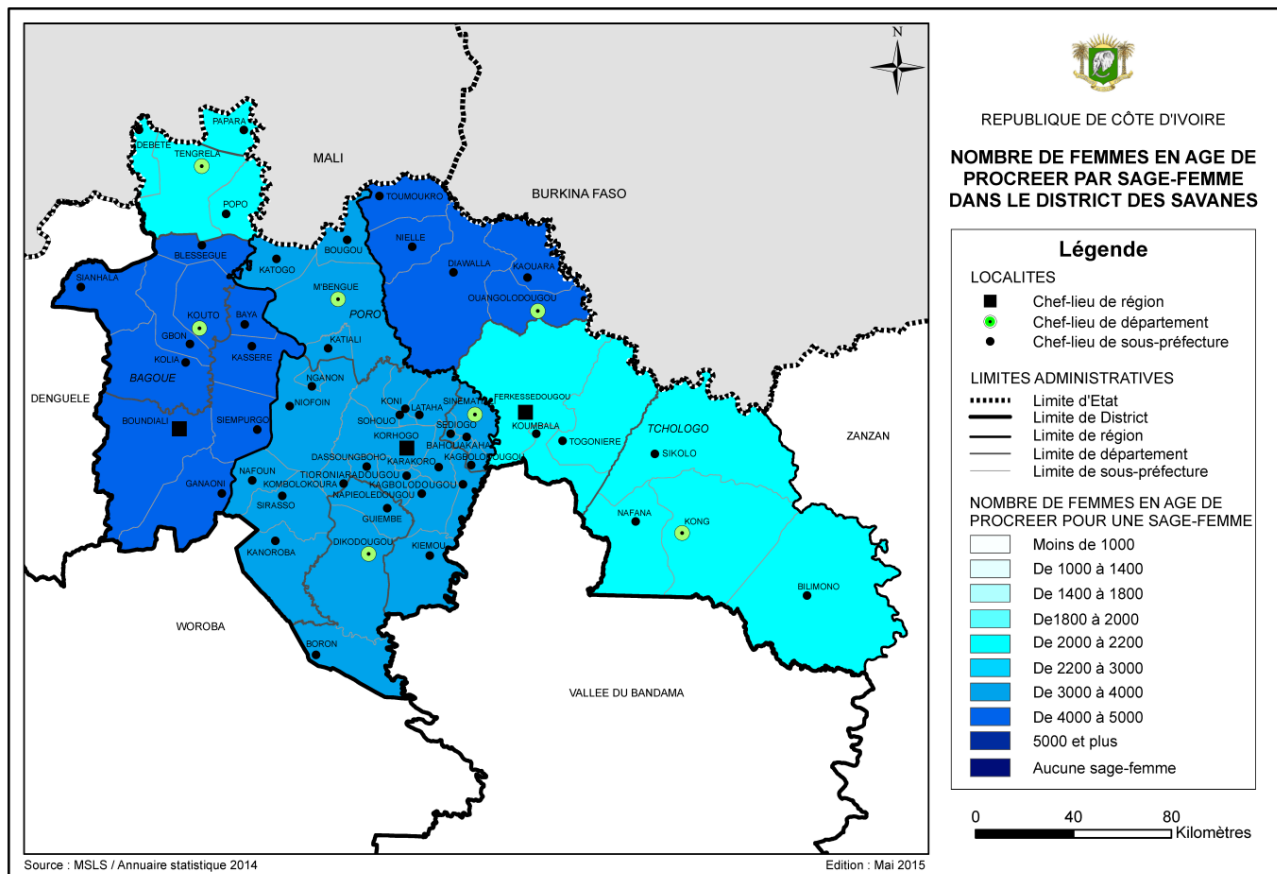 N
PAPARA
DEBETE
TENGRELA
MALI
POPO
BURKINA FASO
TOUMOUKRO
BLESSEGUE
BOUGOU
NIELLE
KATOGO
DIAWALLA
KAOUARA
SIANHALA
M'BENGUE
OUANGOLODOUGOU
PORO
KOUTO
BAYA
GBON
KASSERE
KATIALI
KOLIA
BAGOUE
NGANON
DENGUELE
NIOFOIN
KONI
LATAHA
SINEMATIALI
FERKESSEDOUGOU
SOHOUO
BOUNDIALI
SIEMPURGO
SEDIOGO
KOUMBALA
TCHOLOGO
ZANZAN
KORHOGO
BAHOUAKAHA
TOGONIERE
SIKOLO
DASSOUNGBOHO
KARAKORO
KAGBOLODOUGOU
NAFOUN
TIORONIARADOUGOU
GANAONI
KOMBOLOKOURA
KAGBOLODOUGOU
NAPIEOLEDOUGOU
SIRASSO
GUIEMBE
NAFANA
KONG
KANOROBA
DIKODOUGOU
KIEMOU
BILIMONO
WOROBA
BORON
VALLEE DU BANDAMA
Source : MSLS / Annuaire statistique 2014
Edition : Mai 2015
REPUBLIQUE DE CÔTE D'IVOIRE
NOMBRE DE FEMMES EN AGE DE
PROCREER PAR SAGE-FEMME
DANS LE DISTRICT DES SAVANES
Légende
LOCALITES
Chef-lieu de région
Chef-lieu de département
Chef-lieu de sous-préfecture
LIMITES ADMINISTRATIVES
Limite d'Etat
Limite de District
Limite de région
Limite de département
Limite de sous-préfecture
NOMBRE DE FEMMES EN AGE DE
PROCREER POUR UNE SAGE-FEMME
Moins de 1000
De 1000 à 1400
De 1400 à 1800
De1800 à 2000
De 2000 à 2200
De 2200 à 3000
De 3000 à 4000
De 4000 à 5000
5000 et plus
Aucune sage-femme
0 40 80
Kilomètres